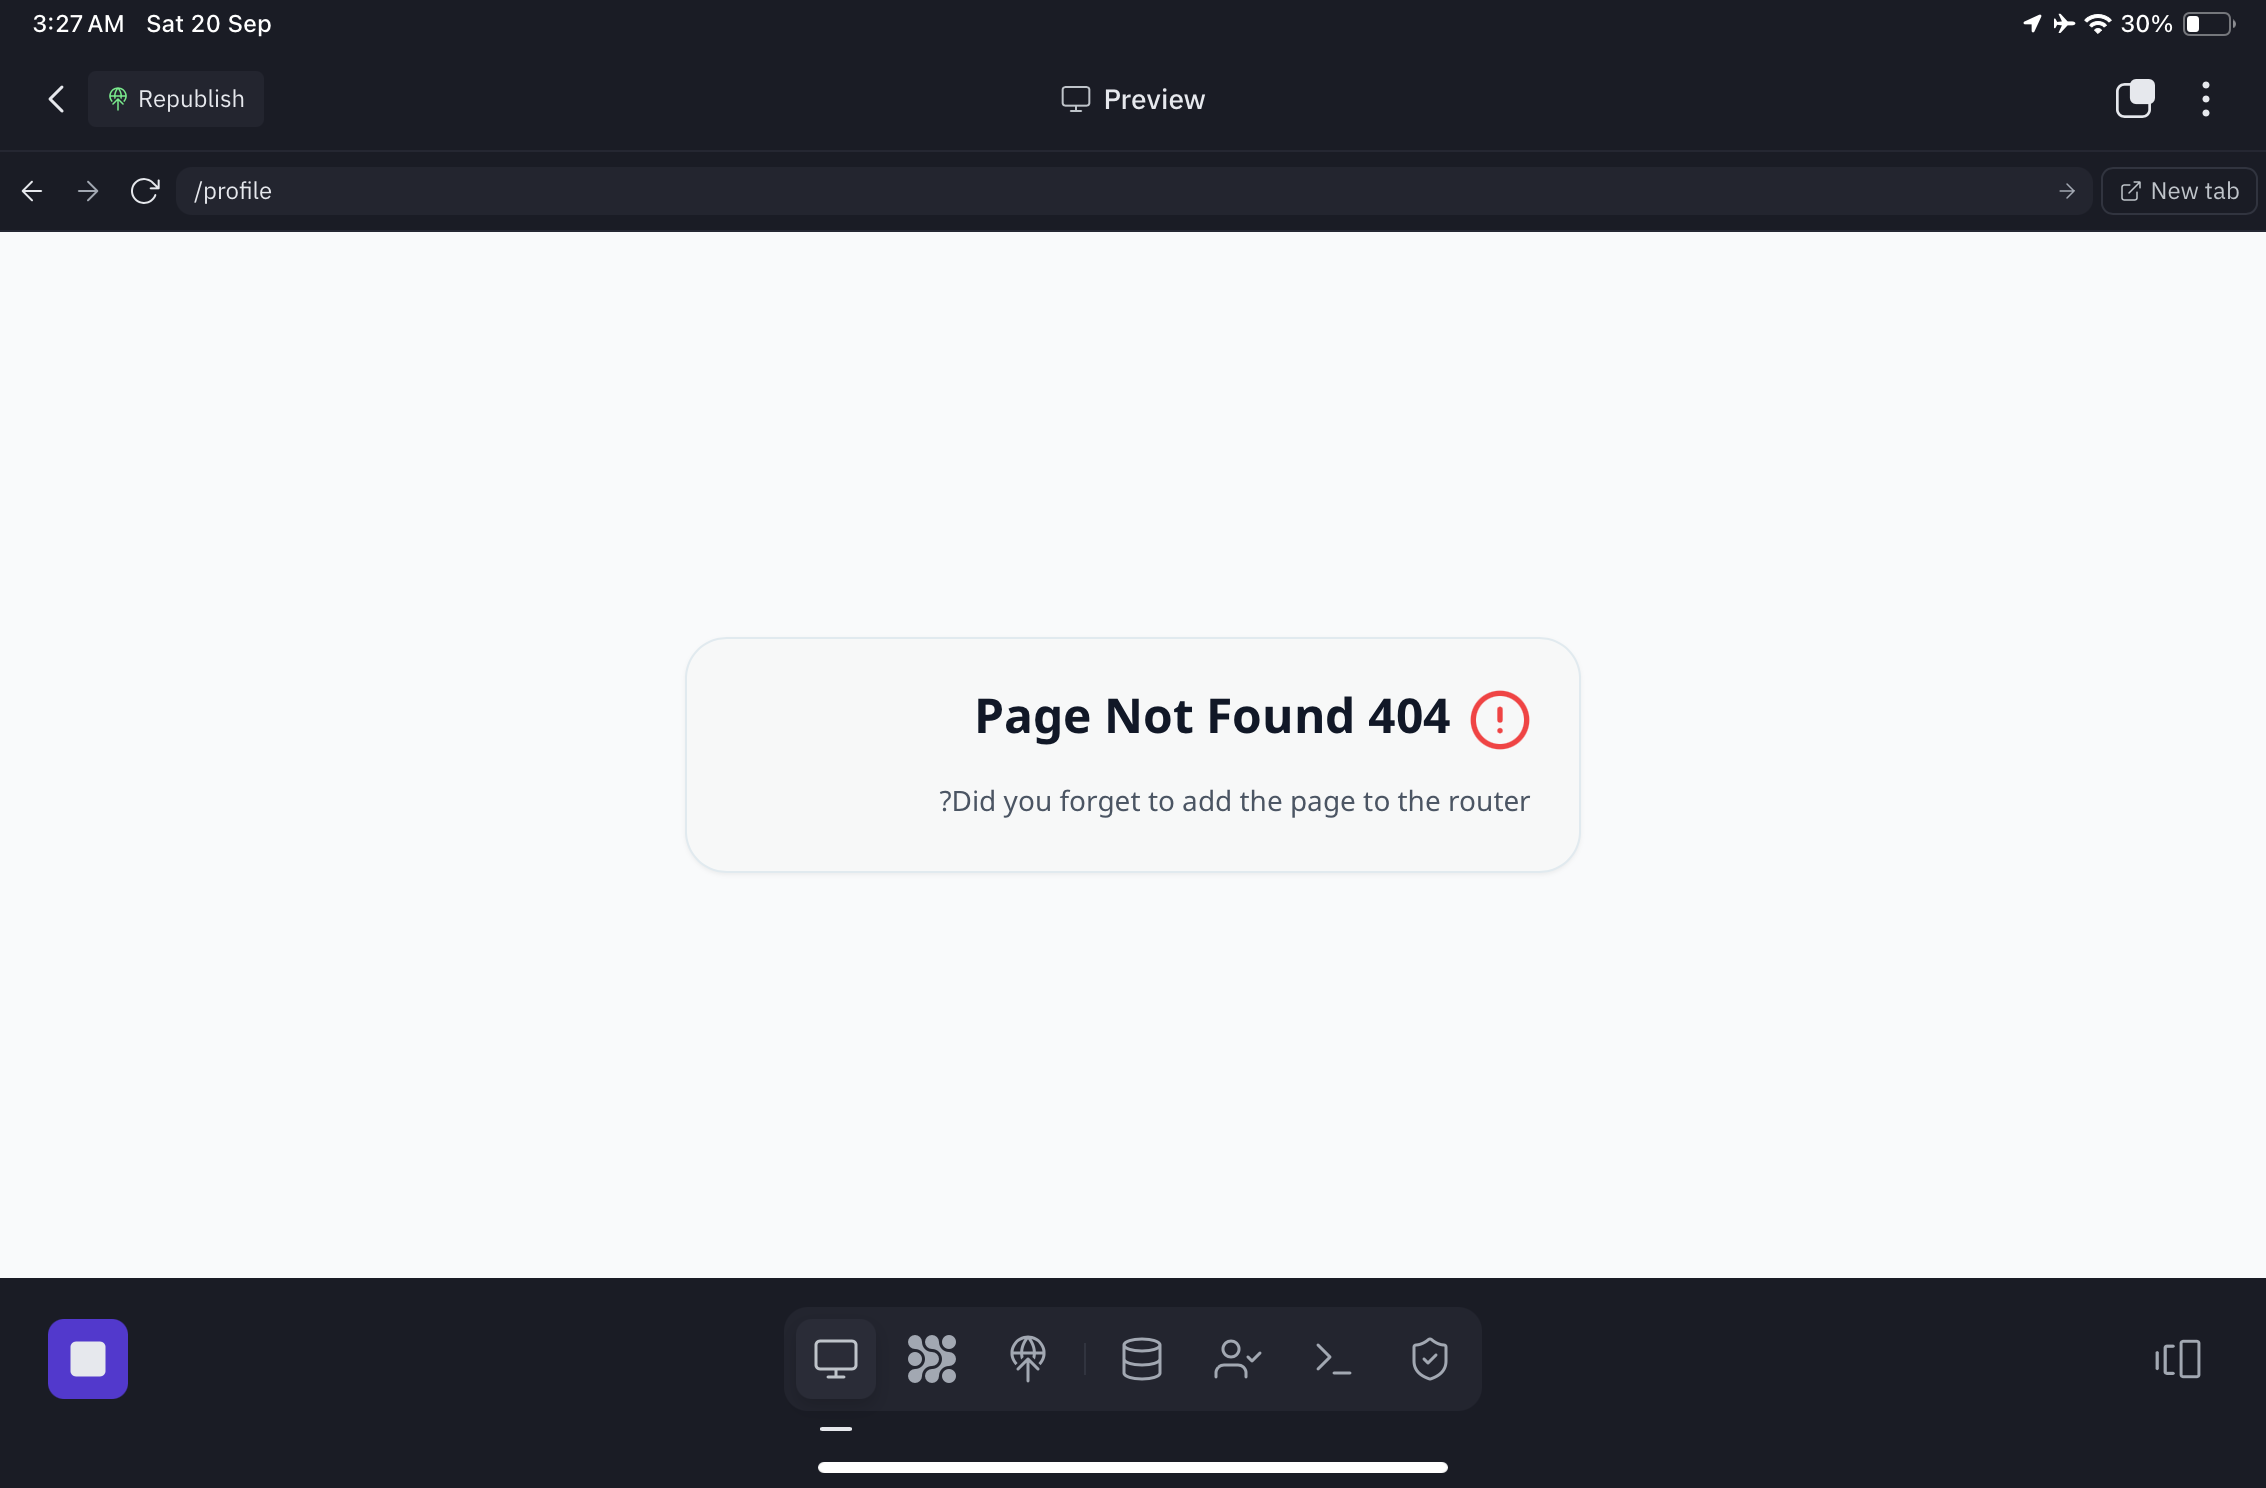 3:27 AM Sat 20 Sep
30%
Republish
Preview
/profile
New tab
Page Not Found 404
?Did you forget to add the page to the router